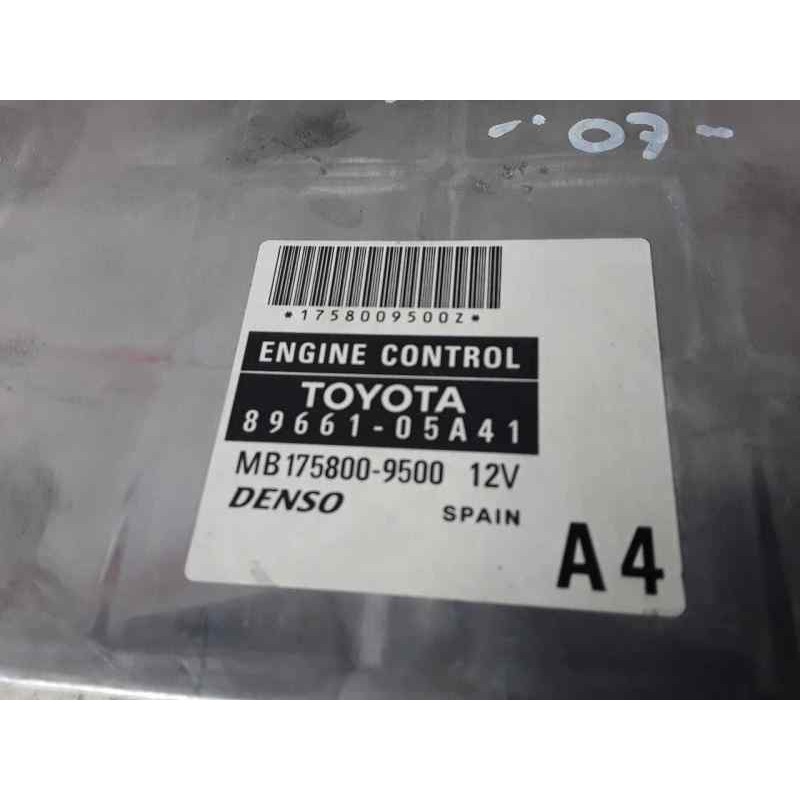 -.07-
*1758009500Z*
ENGINE CONTROL
TOYOTA
89661-05A41
MB175800-9500 12V
DENSO SPAIN
A4